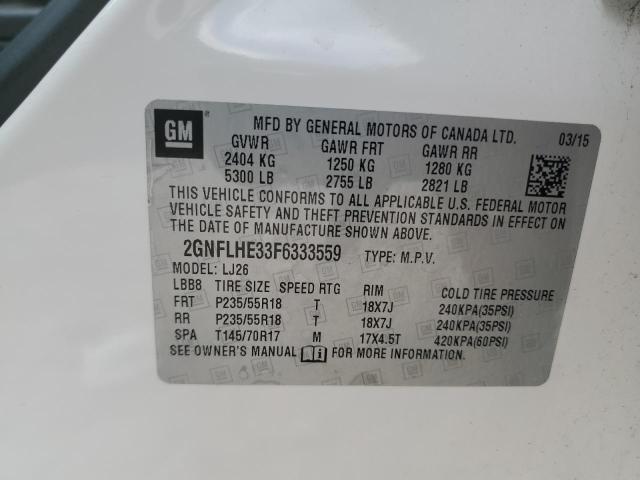 GM
MFD BY GENERAL MOTORS OF CANADA LTD. 03/15
GVWR GAWR FRT GAWR RR
2404 KG 1250 KG 1280 KG
5300 LB 2755 LB 2821 LB
THIS VEHICLE CONFORMS TO ALL APPLICABLE U.S. FEDERAL MOTOR
VEHICLE SAFETY AND THEFT PREVENTION STANDARDS IN EFFECT ON
THE DATE OF MANUFACTURE SHOWN ABOVE.
2GNFLHE33F6333559 TYPE: M.P.V.
MODEL: LJ26
LBB8 TIRE SIZE SPEED RTG RIM COLD TIRE PRESSURE
FRT P235/55R18 T 18X7J 240KPA(35PSI)
RR P235/55R18 T 18X7J 240KPA(35PSI)
SPA T145/70R17 M 17X4.5T 420KPA(60PSI)
SEE OWNER'S MANUAL FOR MORE INFORMATION.